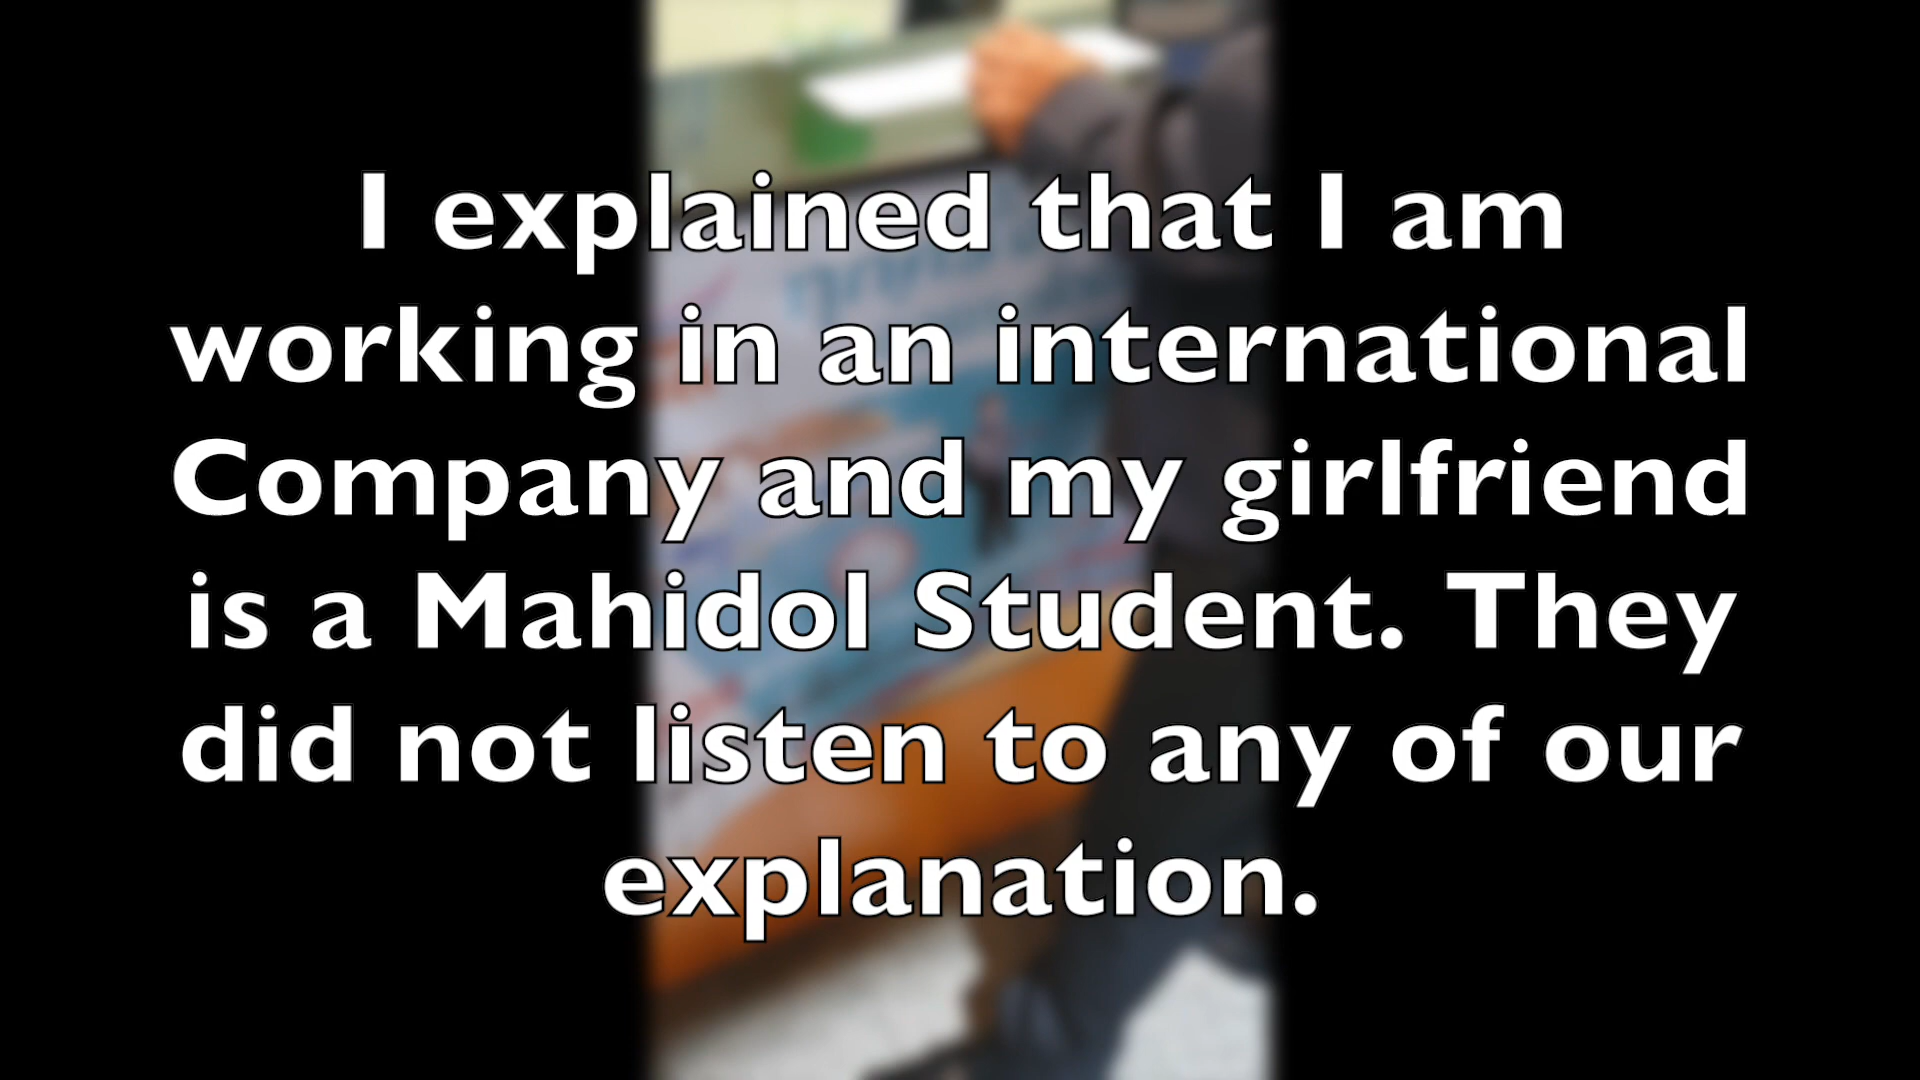 I explained that I am
working in an international
Company and my girlfriend
is a Mahidol Student. They
did not listen to any of our
explanation.